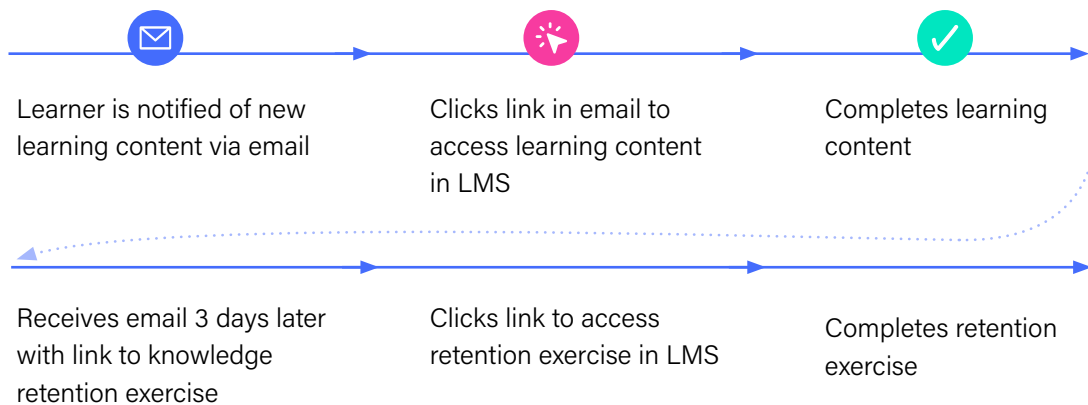 Learner is notified of new
learning content via email
Clicks link in email to
access learning content
in LMS
Completes learning
content
Receives email 3 days later
with link to knowledge
retention exercise
Clicks link to access
retention exercise in LMS
Completes retention
exercise